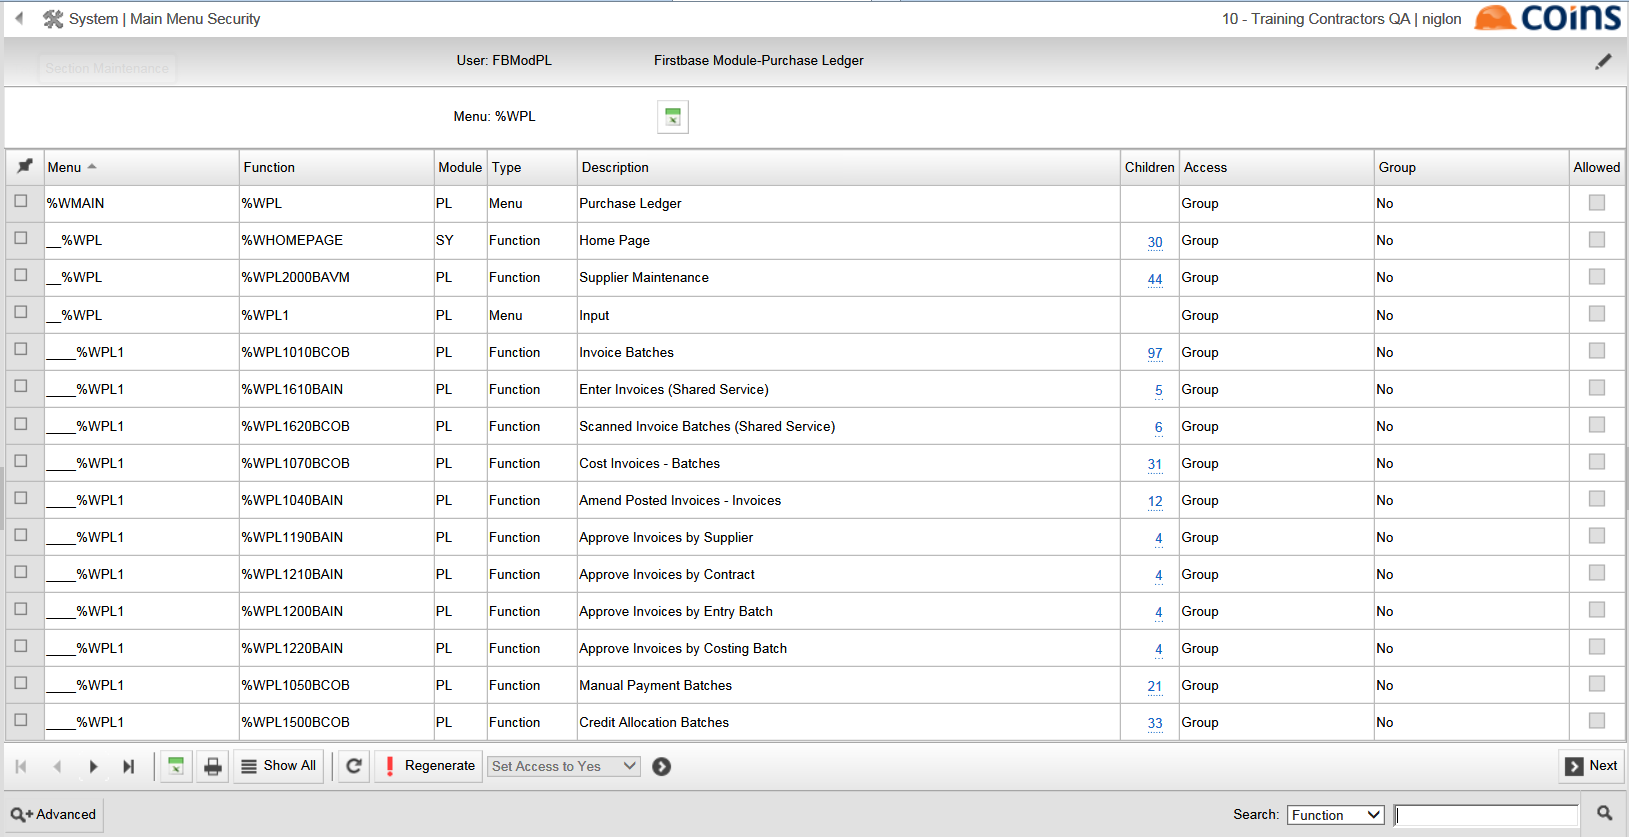 System | Main Menu Security 10 - Training Contractors QA | niglon coins
Section Maintenance User: FBModPL Firstbase Module-Purchase Ledger
Menu: %WPL
Menu Function Module Type Description Children Access Group Allowed
%WMAIN %WPL PL Menu Purchase Ledger Group No
__%WPL %WHOMEPAGE SY Function Home Page 30 Group No
__%WPL %WPL2000BAVM PL Function Supplier Maintenance 44 Group No
__%WPL %WPL1 PL Menu Input Group No
____%WPL1 %WPL1010BCOB PL Function Invoice Batches 97 Group No
____%WPL1 %WPL1610BAIN PL Function Enter Invoices (Shared Service) 5 Group No
____%WPL1 %WPL1620BCOB PL Function Scanned Invoice Batches (Shared Service) 6 Group No
____%WPL1 %WPL1070BCOB PL Function Cost Invoices - Batches 31 Group No
____%WPL1 %WPL1040BAIN PL Function Amend Posted Invoices - Invoices 12 Group No
____%WPL1 %WPL1190BAIN PL Function Approve Invoices by Supplier 4 Group No
____%WPL1 %WPL1210BAIN PL Function Approve Invoices by Contract 4 Group No
____%WPL1 %WPL1200BAIN PL Function Approve Invoices by Entry Batch 4 Group No
____%WPL1 %WPL1220BAIN PL Function Approve Invoices by Costing Batch 4 Group No
____%WPL1 %WPL1050BCOB PL Function Manual Payment Batches 21 Group No
____%WPL1 %WPL1500BCOB PL Function Credit Allocation Batches 33 Group No
Show All Regenerate Set Access to Yes Next
Advanced Search: Function